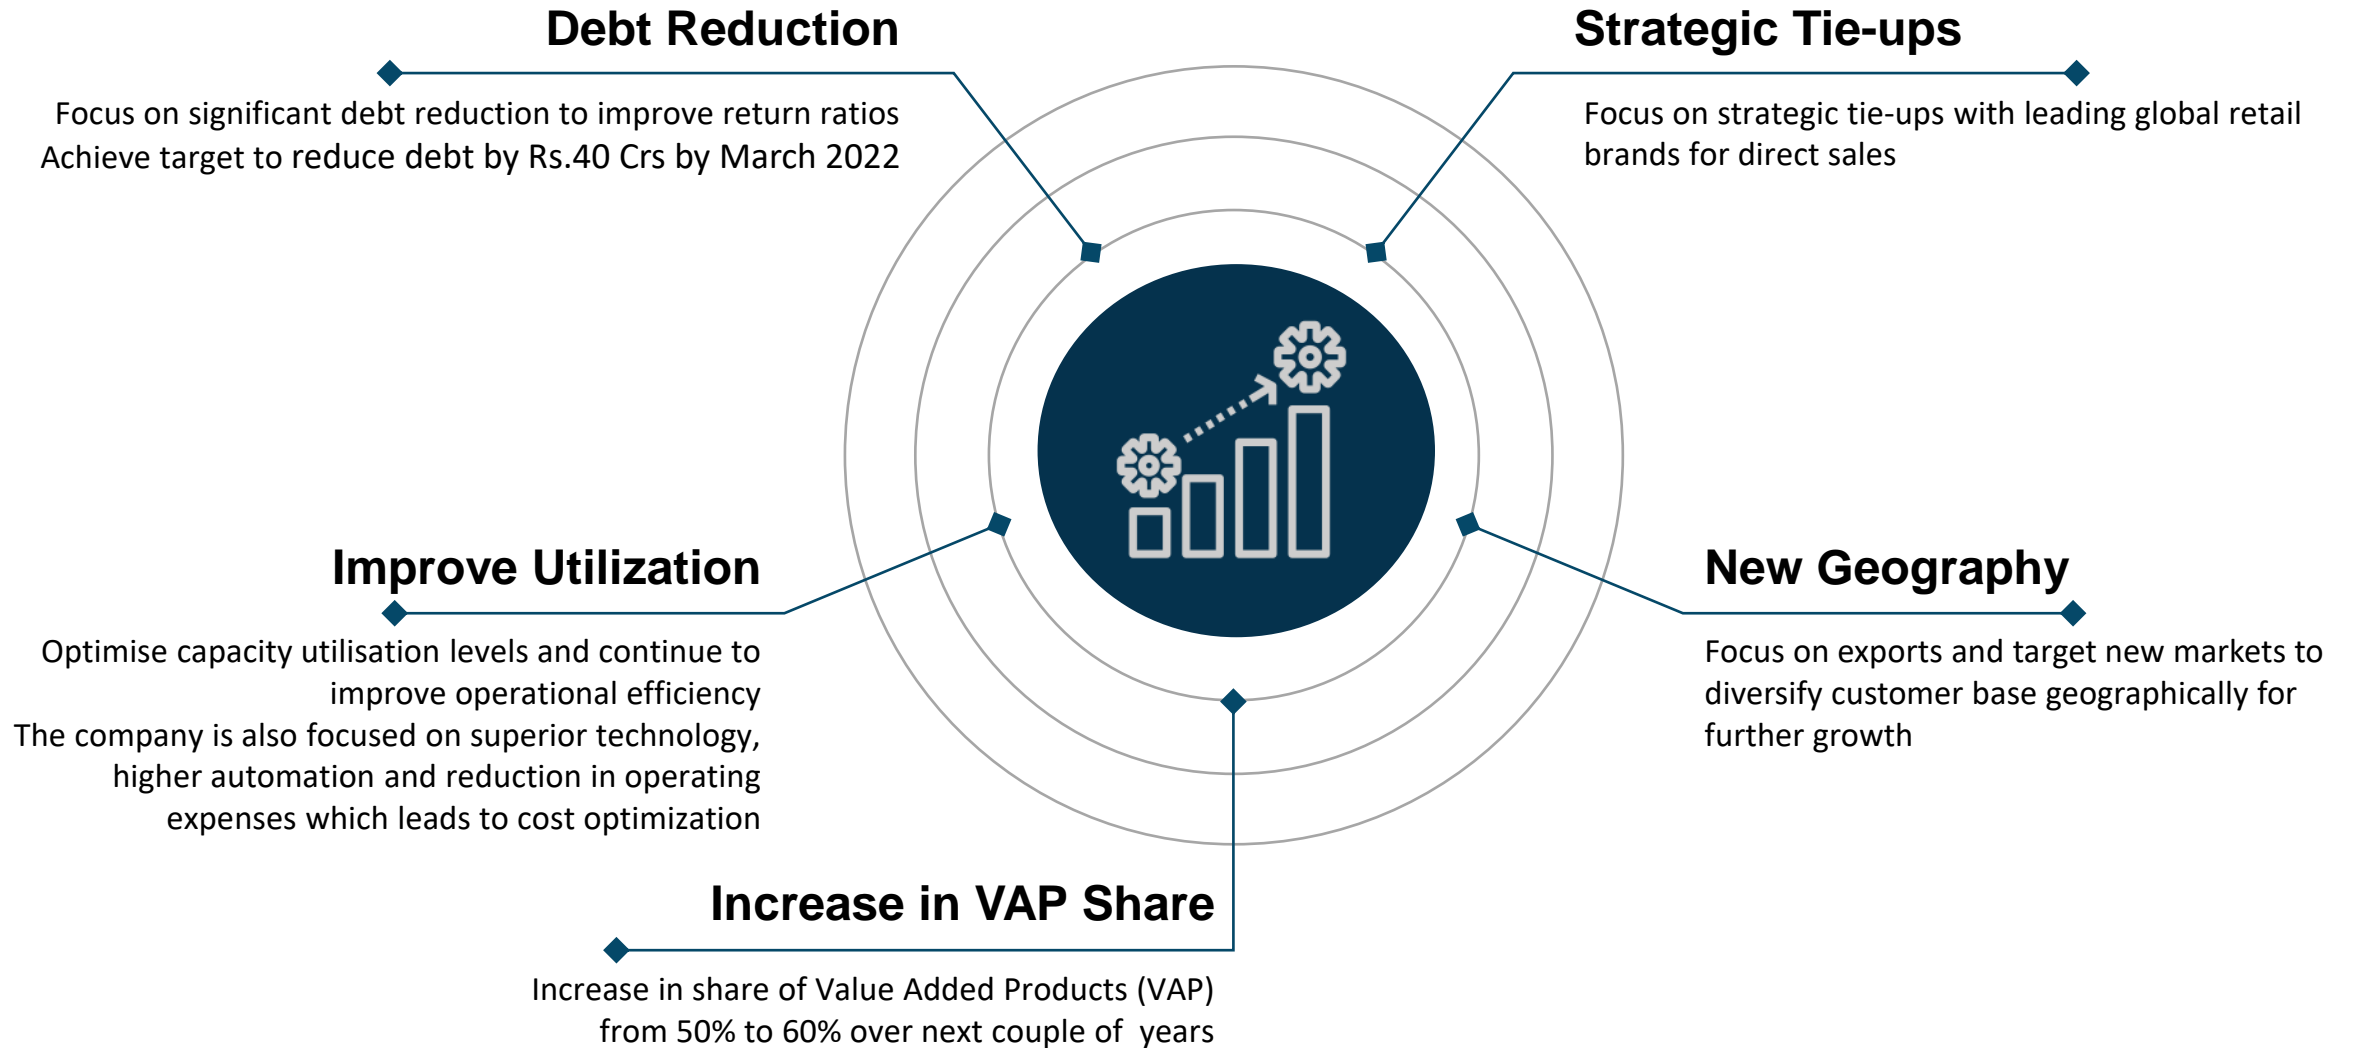 Debt Reduction
Focus on significant debt reduction to improve return ratios
Achieve target to reduce debt by Rs.40 Crs by March 2022
Strategic Tie-ups
Focus on strategic tie-ups with leading global retail
brands for direct sales
Improve Utilization
Optimise capacity utilisation levels and continue to
improve operational efficiency
The company is also focused on superior technology,
higher automation and reduction in operating
expenses which leads to cost optimization
New Geography
Focus on exports and target new markets to
diversify customer base geographically for
further growth
Increase in VAP Share
Increase in share of Value Added Products (VAP)
from 50% to 60% over next couple of  years